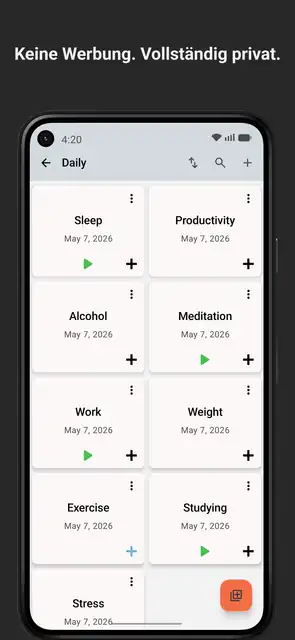 Keine Werbung. Vollständig privat.
4:20
Daily
Sleep
May 7, 2026
Productivity
May 7, 2026
Alcohol
May 7, 2026
Meditation
May 7, 2026
Work
May 7, 2026
Weight
May 7, 2026
Exercise
May 7, 2026
Studying
May 7, 2026
Stress
May 7, 2026